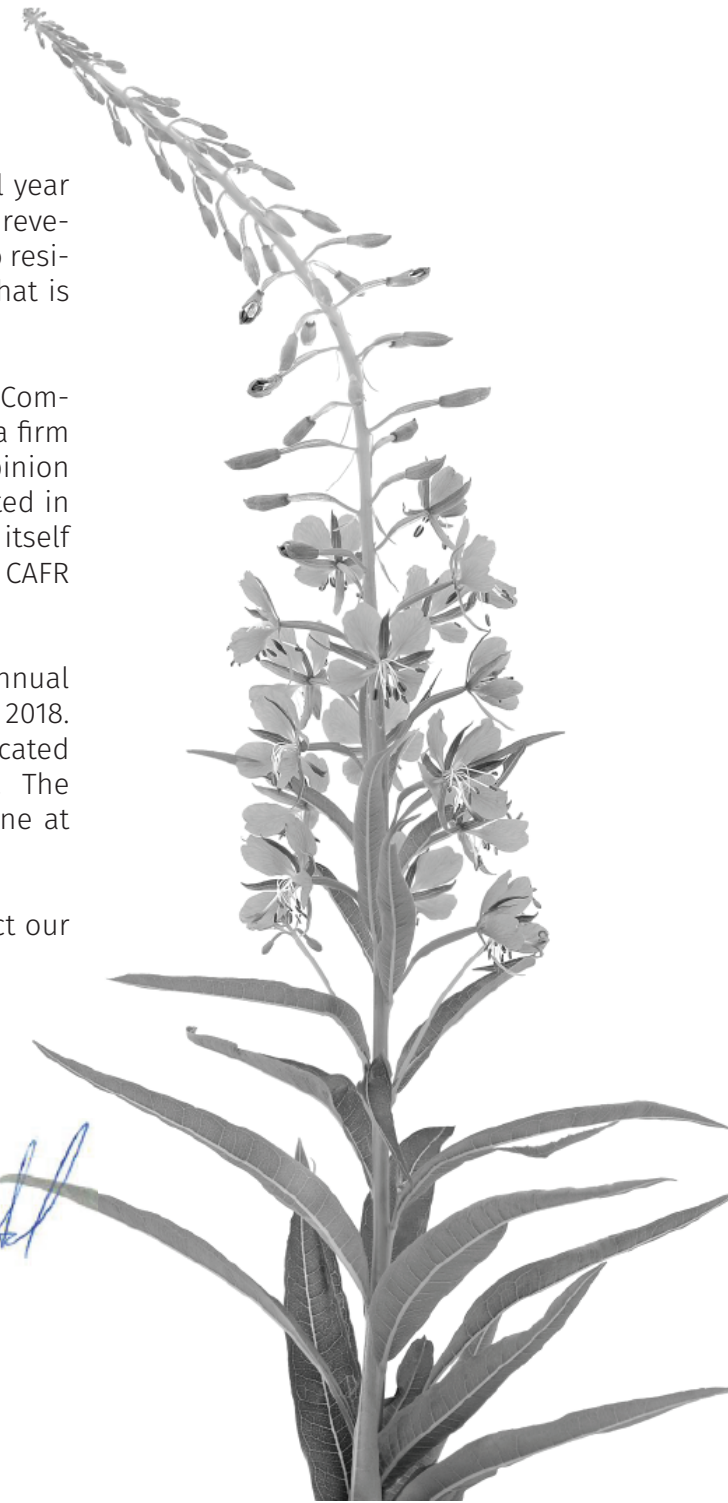 l year
reve-
resi-
hat is
Com-
a firm
inion
ted in
itself
CAFR
nnual
2018.
cated
The
ne at
ct our